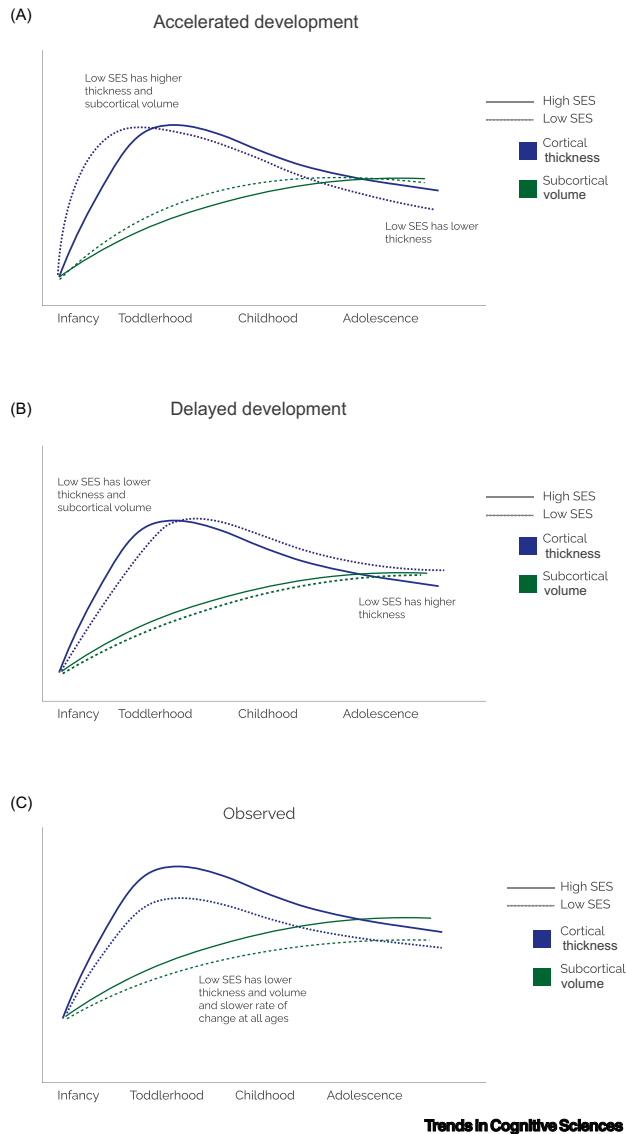 (A)
Accelerated development
Low SES has higher
thickness and
subcortical volume
High SES
Low SES
Cortical
thickness
Subcortical
volume
Low SES has lower
thickness
Infancy Toddlerhood Childhood Adolescence
(B)
Delayed development
Low SES has lower
thickness and
subcortical volume
High SES
Low SES
Cortical
thickness
Subcortical
volume
Low SES has higher
thickness
Infancy Toddlerhood Childhood Adolescence
(C)
Observed
High SES
Low SES
Cortical
thickness
Subcortical
volume
Low SES has lower
thickness and volume
and slower rate of
change at all ages
Infancy Toddlerhood Childhood Adolescence
Trends in Cognitive Sciences